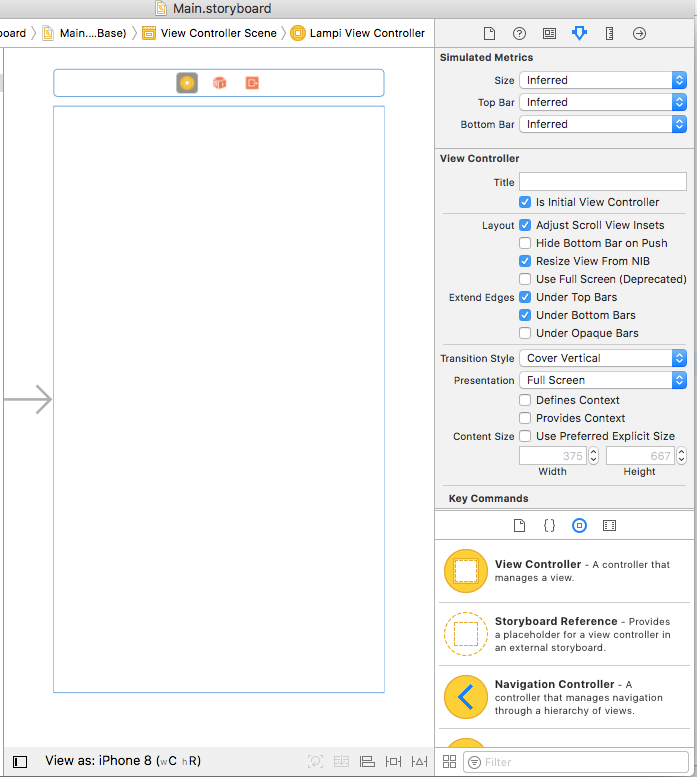 Main.storyboard
oard
Main....Base)
View Controller Scene
Lampi View Controller
Simulated Metrics
Size Inferred
Top Bar Inferred
Bottom Bar Inferred
View Controller
Title
Is Initial View Controller
Layout Adjust Scroll View Insets
Hide Bottom Bar on Push
Resize View From NIB
Use Full Screen (Deprecated)
Extend Edges Under Top Bars
Under Bottom Bars
Under Opaque Bars
Transition Style Cover Vertical
Presentation Full Screen
Defines Context
Provides Context
Content Size Use Preferred Explicit Size
375 667
Width Height
Key Commands
View Controller - A controller that
manages a view.
Storyboard Reference - Provides
a placeholder for a view controller in
an external storyboard.
Navigation Controller - A
controller that manages navigation
through a hierarchy of views.
View as: iPhone 8 (wC hR)
Filter